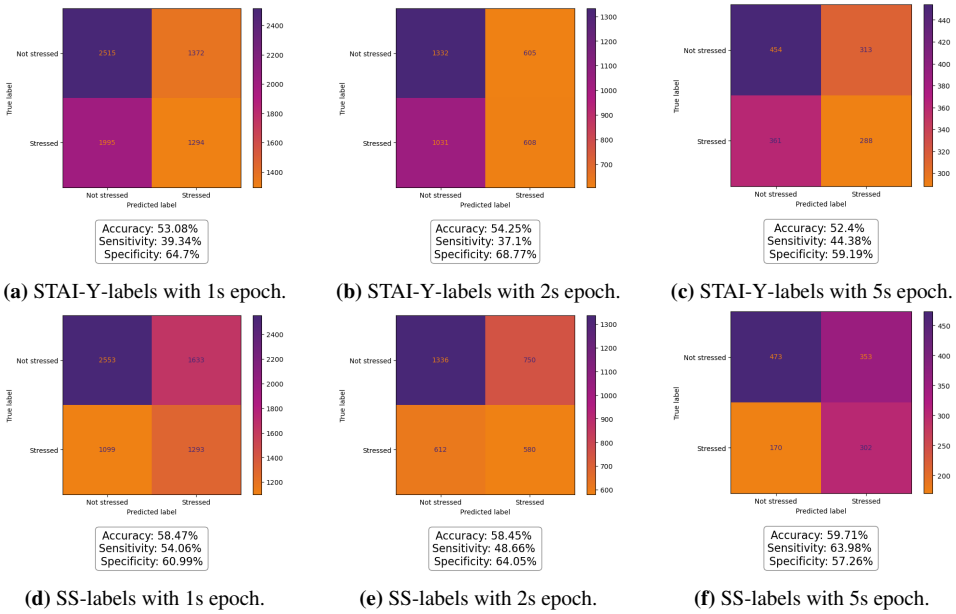 2400
2200
2000
1800
1600
1400
Not stressed
2515
1372
Stressed
1995
1294
True label
Not stressed
Stressed
Predicted label
Accuracy: 53.08%
Sensitivity: 39.34%
Specificity: 64.7%
(a) STAI-Y-labels with 1s epoch.
1300
1200
1100
1000
900
800
700
Not stressed
1332
605
Stressed
1031
608
True label
Not stressed
Stressed
Predicted label
Accuracy: 54.25%
Sensitivity: 37.1%
Specificity: 68.77%
(b) STAI-Y-labels with 2s epoch.
440
420
400
380
360
340
320
300
Not stressed
454
313
Stressed
361
288
True label
Not stressed
Stressed
Predicted label
Accuracy: 52.4%
Sensitivity: 44.38%
Specificity: 59.19%
(c) STAI-Y-labels with 5s epoch.
2400
2200
2000
1800
1600
1400
1200
Not stressed
2553
1633
Stressed
1099
1293
True label
Not stressed
Stressed
Predicted label
Accuracy: 58.47%
Sensitivity: 54.06%
Specificity: 60.99%
(d) SS-labels with 1s epoch.
1300
1200
1100
1000
900
800
700
600
Not stressed
1336
750
Stressed
612
580
True label
Not stressed
Stressed
Predicted label
Accuracy: 58.45%
Sensitivity: 48.66%
Specificity: 64.05%
(e) SS-labels with 2s epoch.
450
400
350
300
250
200
Not stressed
473
353
Stressed
170
302
True label
Not stressed
Stressed
Predicted label
Accuracy: 59.71%
Sensitivity: 63.98%
Specificity: 57.26%
(f) SS-labels with 5s epoch.